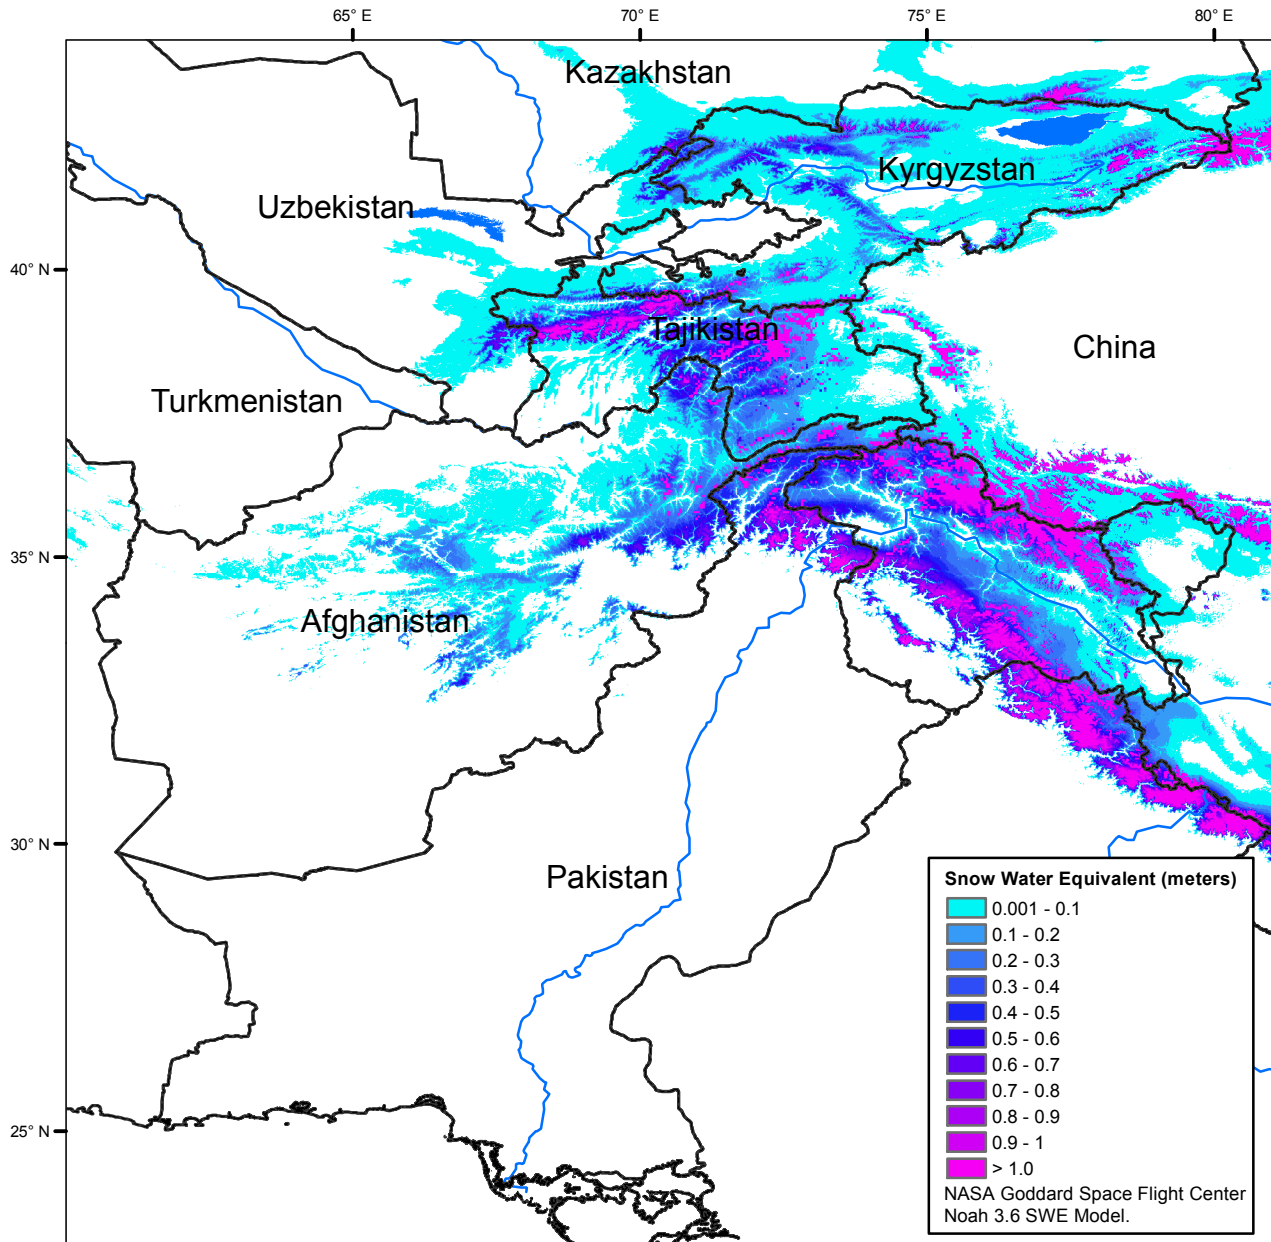 65° E
70° E
75° E
80° E
Kazakhstan
Kyrgyzstan
Uzbekistan
40° N
Tajikistan
China
Turkmenistan
35° N
Afghanistan
30° N
Pakistan
25° N
Snow Water Equivalent (meters)
0.001 - 0.1
0.1 - 0.2
0.2 - 0.3
0.3 - 0.4
0.4 - 0.5
0.5 - 0.6
0.6 - 0.7
0.7 - 0.8
0.8 - 0.9
0.9 - 1
> 1.0
NASA Goddard Space Flight Center
Noah 3.6 SWE Model.